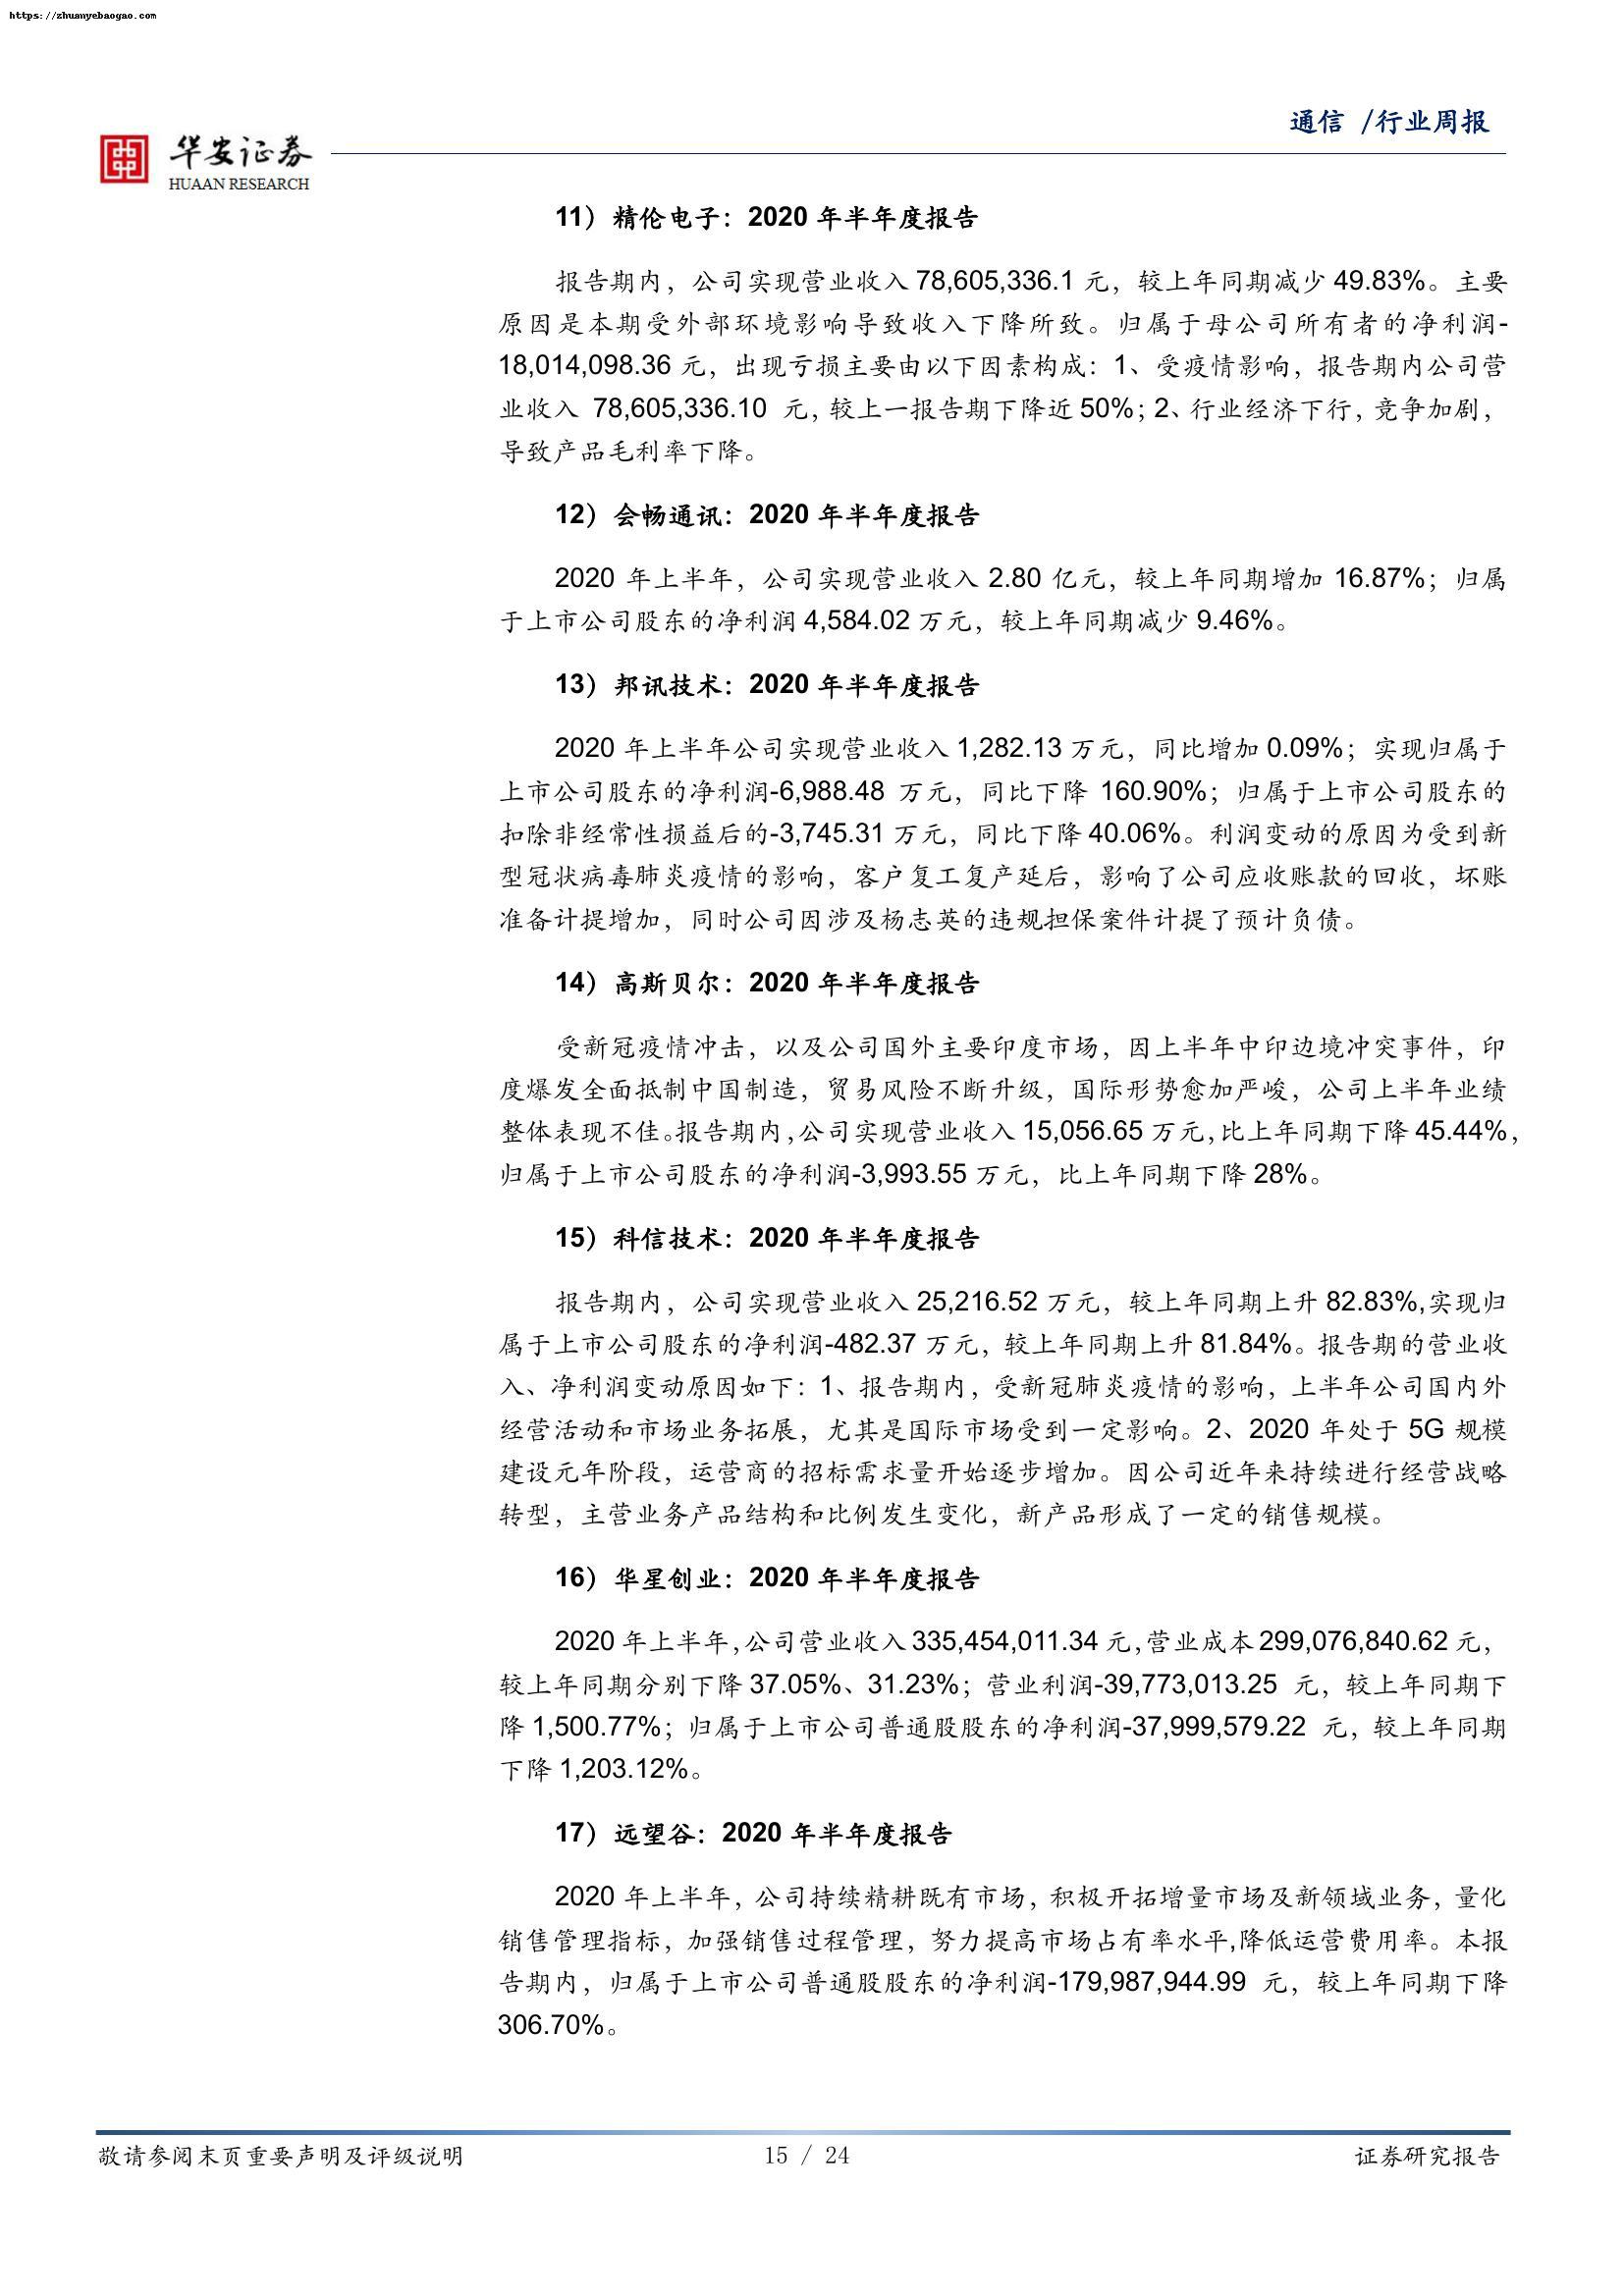 https://zhuanyebaogao.com
通信 /行业周报
华安证券
HUAAN RESEARCH
11）精伦电子：2020 年半年度报告
报告期内，公司实现营业收入 78,605,336.1 元，较上年同期减少 49.83%。主要
原因是本期受外部环境影响导致收入下降所致。归属于母公司所有者的净利润-
18,014,098.36 元，出现亏损主要由以下因素构成：1、受疫情影响，报告期内公司营
业收入 78,605,336.10 元，较上一报告期下降近 50%；2、行业经济下行，竞争加剧，
导致产品毛利率下降。
12）会畅通讯：2020 年半年度报告
2020 年上半年，公司实现营业收入 2.80 亿元，较上年同期增加 16.87%；归属
于上市公司股东的净利润 4,584.02 万元，较上年同期减少 9.46%。
13）邦讯技术：2020 年半年度报告
2020 年上半年公司实现营业收入 1,282.13 万元，同比增加 0.09%；实现归属于
上市公司股东的净利润-6,988.48 万元，同比下降 160.90%；归属于上市公司股东的
扣除非经常性损益后的-3,745.31 万元，同比下降 40.06%。利润变动的原因为受到新
型冠状病毒肺炎疫情的影响，客户复工复产延后，影响了公司应收账款的回收，坏账
准备计提增加，同时公司因涉及杨志英的违规担保案件计提了预计负债。
14）高斯贝尔：2020 年半年度报告
受新冠疫情冲击，以及公司国外主要印度市场，因上半年中印边境冲突事件，印
度爆发全面抵制中国制造，贸易风险不断升级，国际形势愈加严峻，公司上半年业绩
整体表现不佳。报告期内，公司实现营业收入 15,056.65 万元，比上年同期下降 45.44%，
归属于上市公司股东的净利润-3,993.55 万元，比上年同期下降 28%。
15）科信技术：2020 年半年度报告
报告期内，公司实现营业收入 25,216.52 万元，较上年同期上升 82.83%,实现归
属于上市公司股东的净利润-482.37 万元，较上年同期上升 81.84%。报告期的营业收
入、净利润变动原因如下：1、报告期内，受新冠肺炎疫情的影响，上半年公司国内外
经营活动和市场业务拓展，尤其是国际市场受到一定影响。2、2020 年处于 5G 规模
建设元年阶段，运营商的招标需求量开始逐步增加。因公司近年来持续进行经营战略
转型，主营业务产品结构和比例发生变化，新产品形成了一定的销售规模。
16）华星创业：2020 年半年度报告
2020 年上半年，公司营业收入 335,454,011.34 元，营业成本 299,076,840.62 元，
较上年同期分别下降 37.05%、31.23%；营业利润-39,773,013.25 元，较上年同期下
降 1,500.77%；归属于上市公司普通股股东的净利润-37,999,579.22 元，较上年同期
下降 1,203.12%。
17）远望谷：2020 年半年度报告
2020 年上半年，公司持续精耕既有市场，积极开拓增量市场及新领域业务，量化
销售管理指标，加强销售过程管理，努力提高市场占有率水平,降低运营费用率。本报
告期内，归属于上市公司普通股股东的净利润-179,987,944.99 元，较上年同期下降
306.70%。
敬请参阅末页重要声明及评级说明
15 / 24
证券研究报告